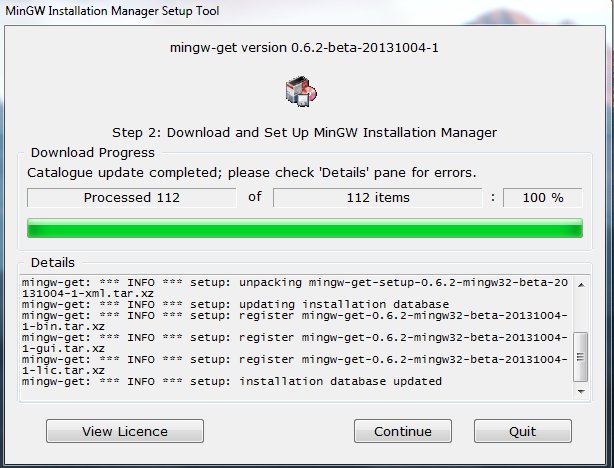 MinGW Installation Manager Setup Tool
mingw-get version 0.6.2-beta-20131004-1
Step 2: Download and Set Up MinGW Installation Manager
Download Progress
Catalogue update completed; please check 'Details' pane for errors.
Processed 112 of 112 items : 100 %
Details
mingw-get: *** INFO *** setup: unpacking mingw-get-setup-0.6.2-mingw32-beta-20
131004-1-xml.tar.xz
mingw-get: *** INFO *** setup: updating installation database
mingw-get: *** INFO *** setup: register mingw-get-0.6.2-mingw32-beta-20131004-
1-bin.tar.xz
mingw-get: *** INFO *** setup: register mingw-get-0.6.2-mingw32-beta-20131004-
1-gui.tar.xz
mingw-get: *** INFO *** setup: register mingw-get-0.6.2-mingw32-beta-20131004-
1-lic.tar.xz
mingw-get: *** INFO *** setup: installation database updated
View Licence Continue Quit